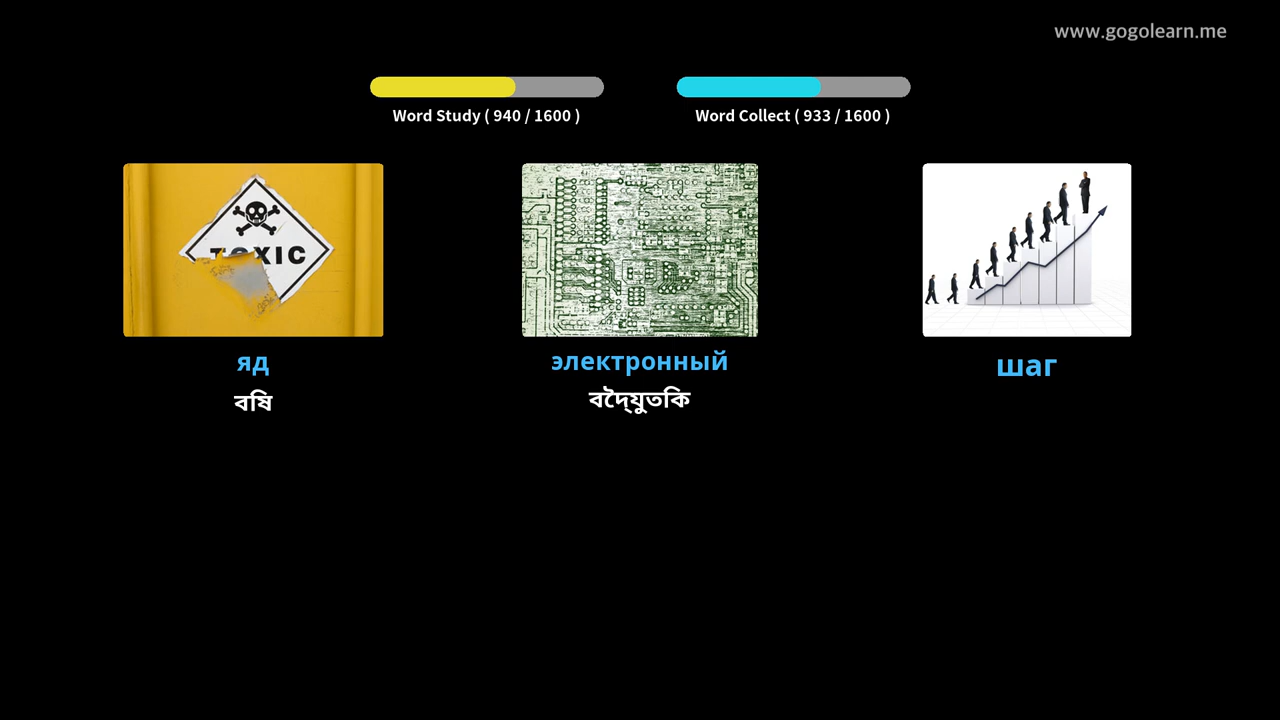 www.gogolearn.me
Word Study ( 940 / 1600 )
Word Collect ( 933 / 1600 )
TOXIC
яд
электронный
шаг
বিষ
বৈদ্যুতিক